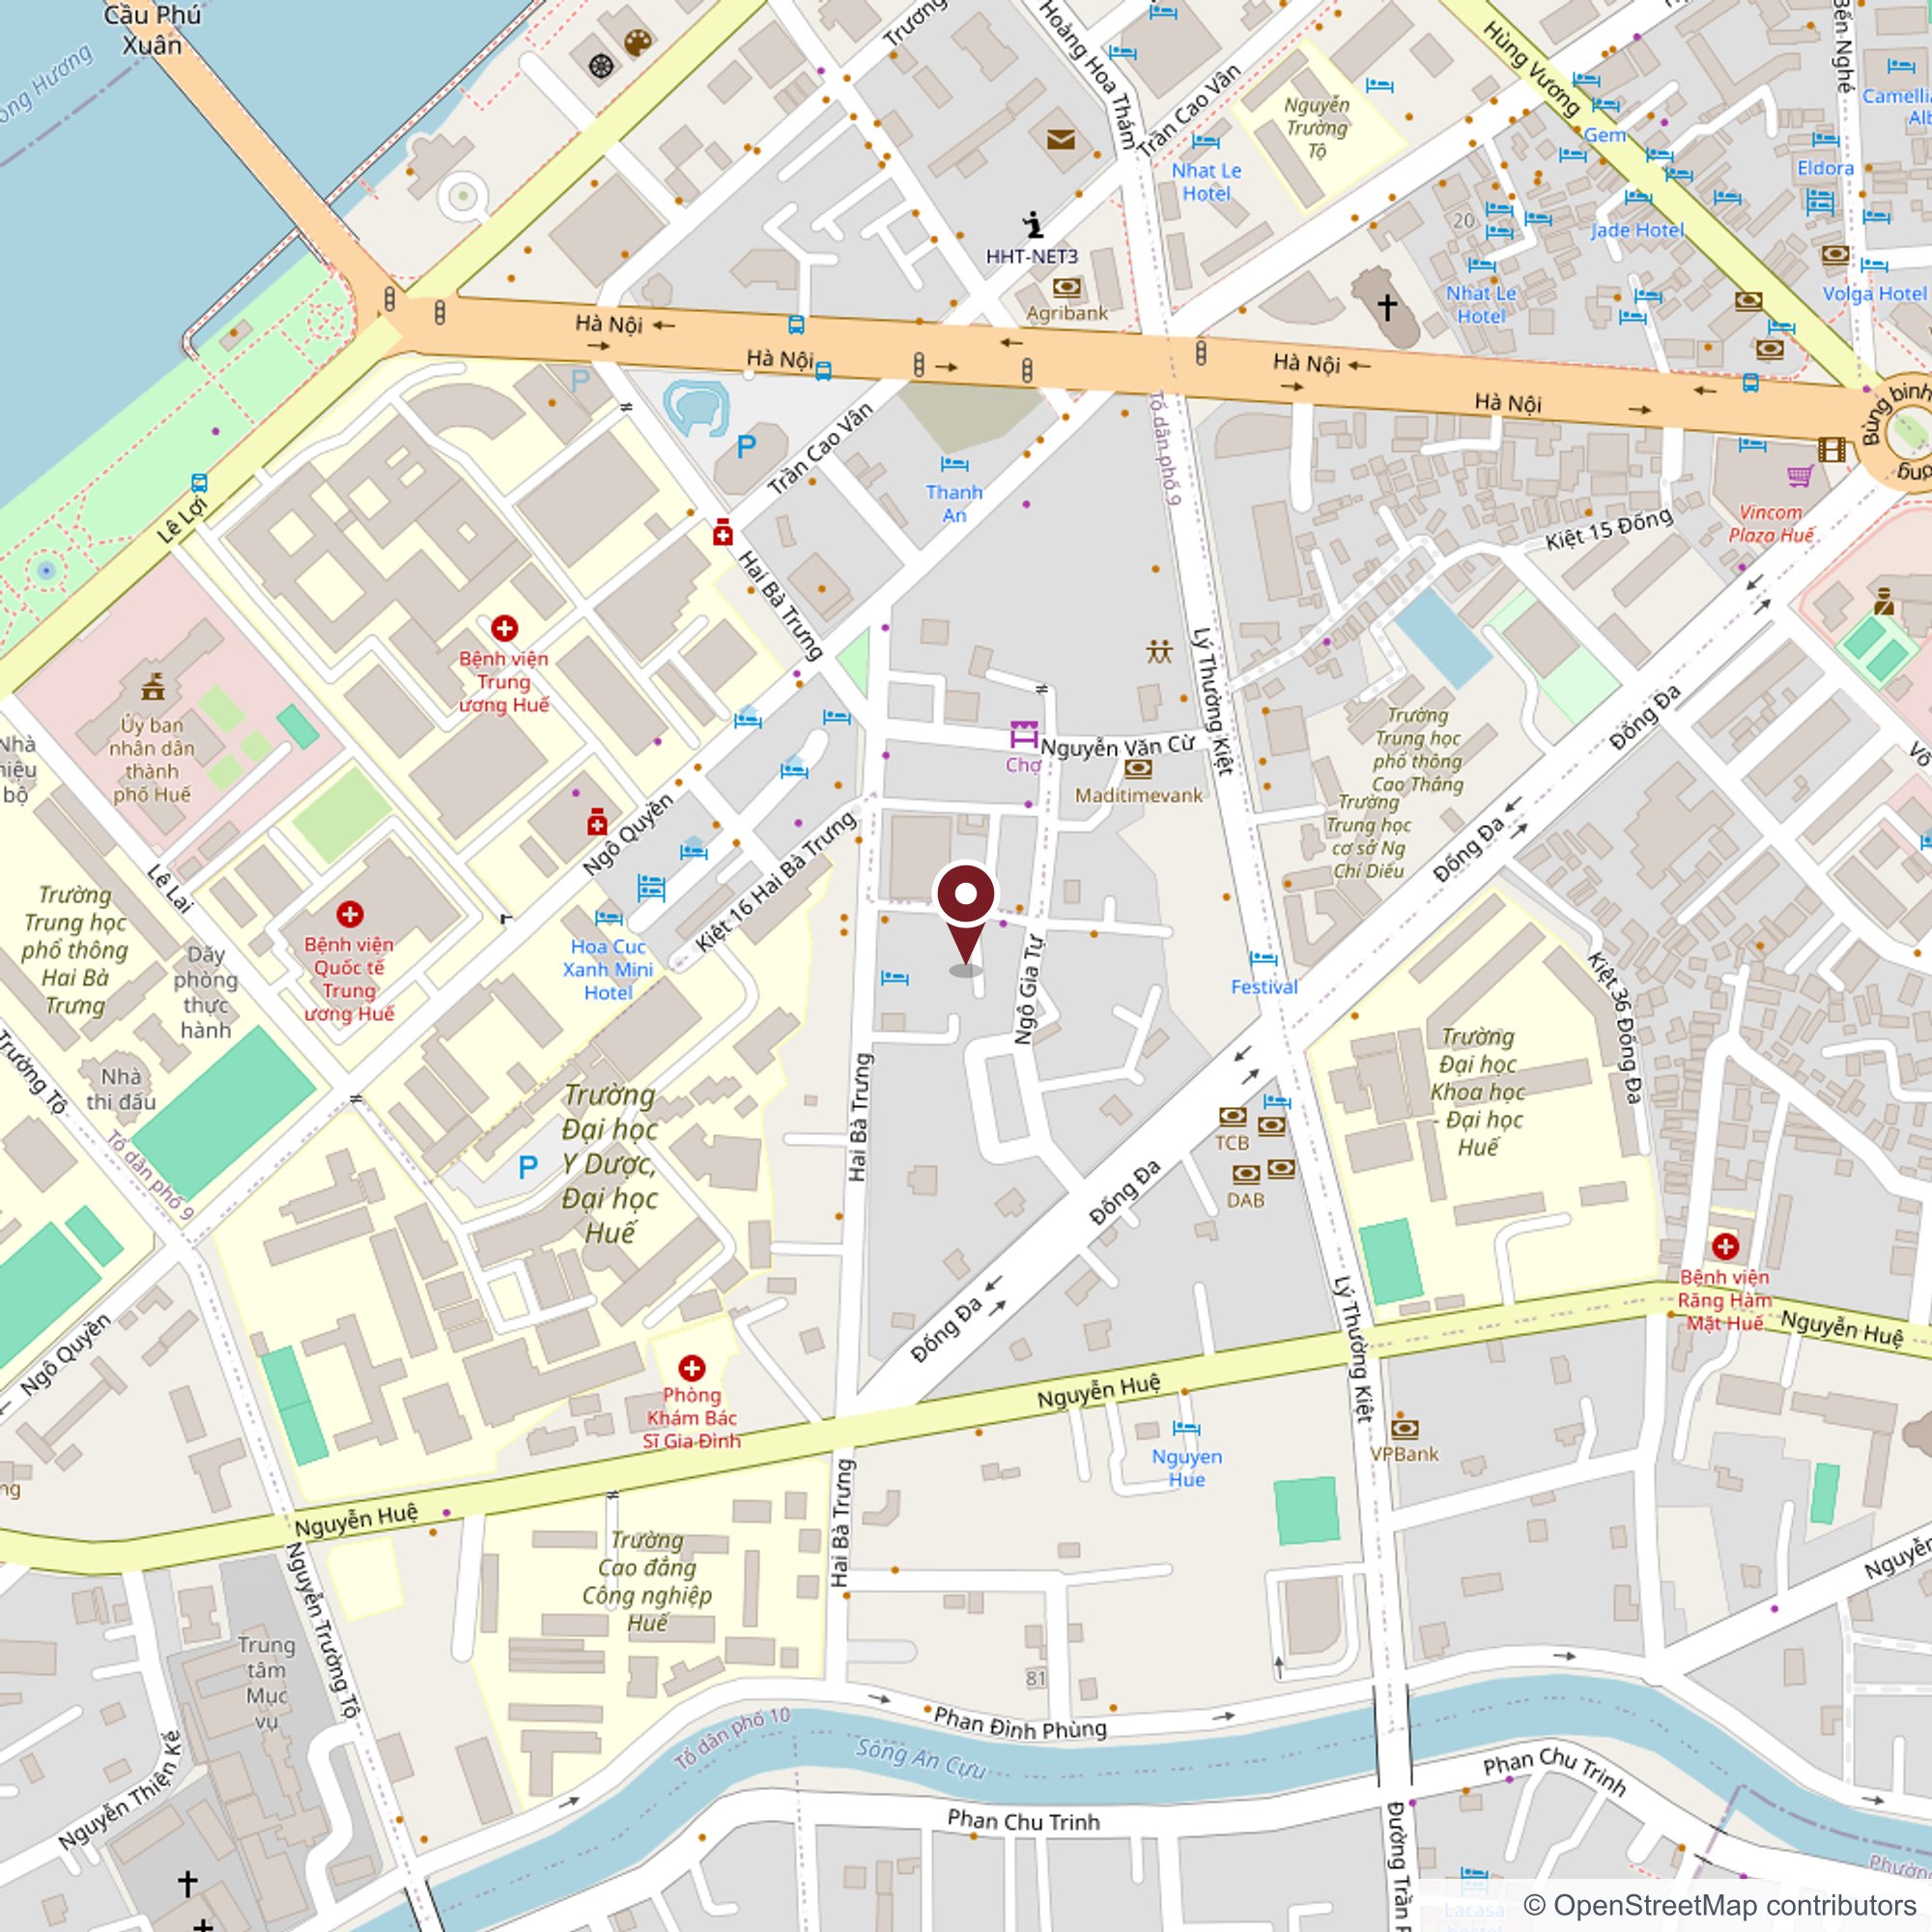 Cầu Phú
Xuân
Trương
Hoàng Hoa Thám
Trần Cao Vân
Nguyễn
Trường
Tộ
Hùng Vương
Bến Nghé
Gem
Nhat Le
Hotel
Eldora
20
Jade Hotel
HHT-NET3
Agribank
Nhat Le
Hotel
Volga Hotel
Hà Nội
Hà Nội
Hà Nội
Hà Nội
P
P
Trần Cao Vân
Tổ dân phố 9
Thanh
An
Lê Lợi
Vincom
Plaza Huế
Kiệt 15 Đống
Hai Bà Trưng
Bệnh viện
Trung
ương Huế
Lý Thường Kiệt
Ủy ban
nhân dân
thành
phố Huế
Đống Đa
Trường
Trung học
phổ thông
Cao Thắng
Nguyễn Văn Cừ
Chợ
Maditimevank
Trường
Trung học
cơ sở Ng
Chí Diểu
Ngô Quyền
Kiệt 16 Hai Bà Trưng
Đống Đa
Lê Lai
Trường
Trung học
phổ thông
Hai Bà
Trưng
Dãy
phòng
thực
hành
Bệnh viện
Quốc tế
Trung
ương Huế
Hoa Cuc
Xanh Mini
Hotel
Ngô Gia Tự
Festival
Kiệt 36 Đống Đa
Trường
Đại học
Khoa học
- Đại học
Huế
Trường Tộ
Nhà
thi đấu
Hai Bà Trưng
Trường
Đại học
Y Dược,
Đại học
Huế
P
Tổ dân phố 9
TCB
DAB
Đống Đa
Bệnh viện
Răng Hàm
Mặt Huế
Đống Đa
Lý Thường Kiệt
Nguyễn Huệ
Ngô Quyền
Phòng
Khám Bác
Sĩ Gia Đình
Nguyễn Huệ
Nguyen
Hue
VPBank
Nguyễn Huệ
Hai Bà Trưng
Trường
Cao đẳng
Công nghiệp
Huế
Nguyễn Trường Tộ
Trung
tâm
Mục
vụ
81
Tổ dân phố 10
Phan Đình Phùng
Sông An Cựu
Phan Chu Trinh
Nguyễn Thiện Kế
Phan Chu Trinh
Đường Trần
Lacasa
© OpenStreetMap contributors